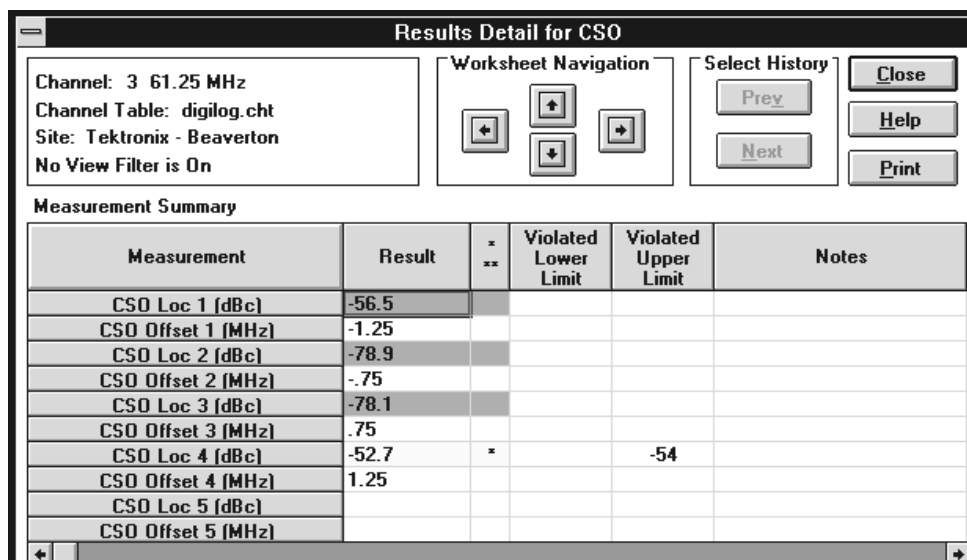 Results Detail for CSO
Channel: 3 61.25 MHz
Channel Table: digilog.cht
Site: Tektronix - Beaverton
No View Filter is On
Worksheet Navigation
Select History
Prev
Next
Close
Help
Print
Measurement Summary
Measurement Result * ** Violated Lower Limit Violated Upper Limit Notes
CSO Loc 1 (dBc) -56.5
CSO Offset 1 (MHz) -1.25
CSO Loc 2 (dBc) -78.9
CSO Offset 2 (MHz) -.75
CSO Loc 3 (dBc) -78.1
CSO Offset 3 (MHz) .75
CSO Loc 4 (dBc) -52.7 * -54
CSO Offset 4 (MHz) 1.25
CSO Loc 5 (dBc)
CSO Offset 5 (MHz)